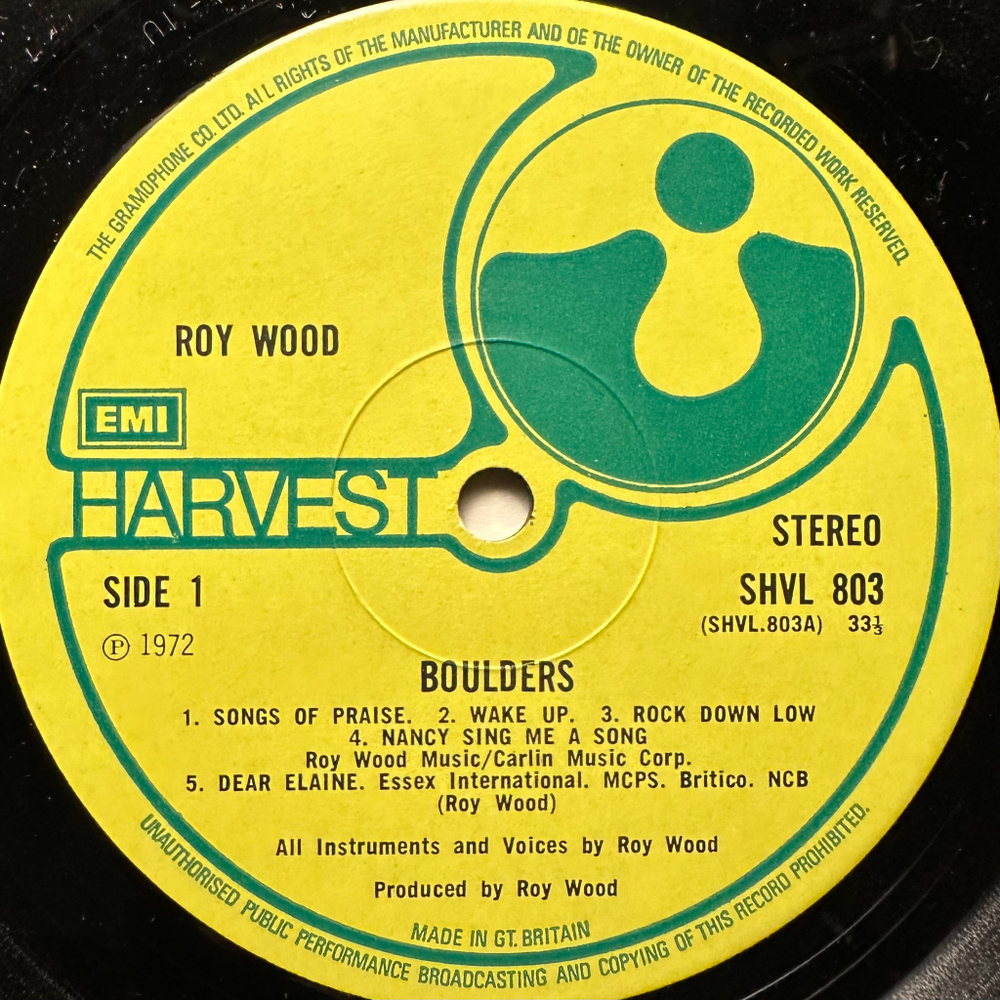 THE GRAMOPHONE CO. LTD. ALL RIGHTS OF THE MANUFACTURER AND OF THE OWNER OF THE RECORDED WORK RESERVED.
ROY WOOD
EMI
HARVEST
STEREO
SIDE 1
SHVL 803
(SHVL.803A) 33⅓
℗ 1972
BOULDERS
1. SONGS OF PRAISE. 2. WAKE UP. 3. ROCK DOWN LOW
4. NANCY SING ME A SONG
Roy Wood Music/Carlin Music Corp.
5. DEAR ELAINE. Essex International. MCPS. Britico. NCB
(Roy Wood)
All Instruments and Voices by Roy Wood
Produced by Roy Wood
MADE IN GT. BRITAIN
UNAUTHORISED PUBLIC PERFORMANCE BROADCASTING AND COPYING OF THIS RECORD PROHIBITED.